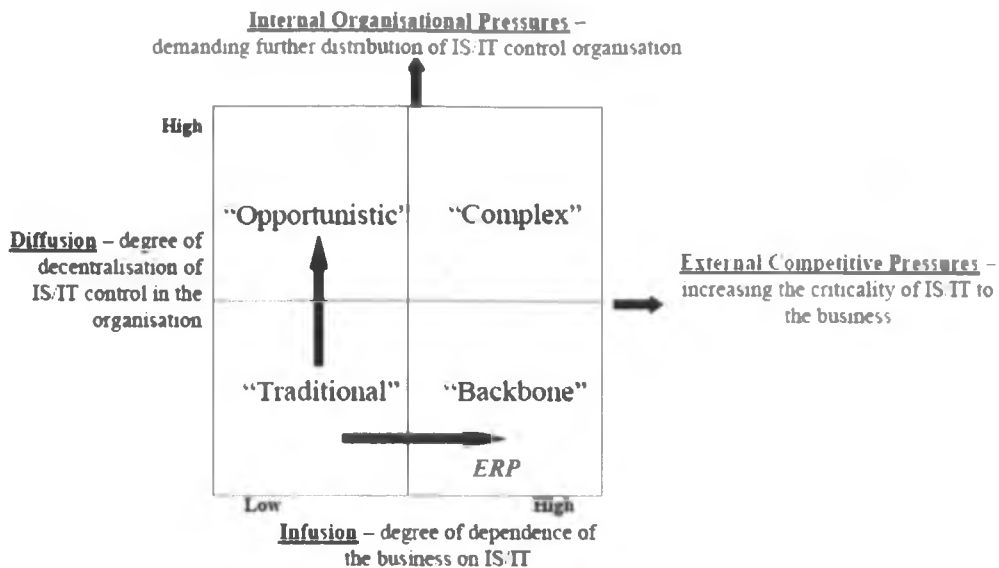 Internal Organisational Pressures –
demanding further distribution of IS/IT control organisation
High
"Opportunistic"
"Complex"
Diffusion – degree of
decentralisation of
IS/IT control in the
organisation
External Competitive Pressures –
increasing the criticality of IS/IT to
the business
"Traditional"
"Backbone"
ERP
Low
High
Infusion – degree of dependence of
the business on IS/IT